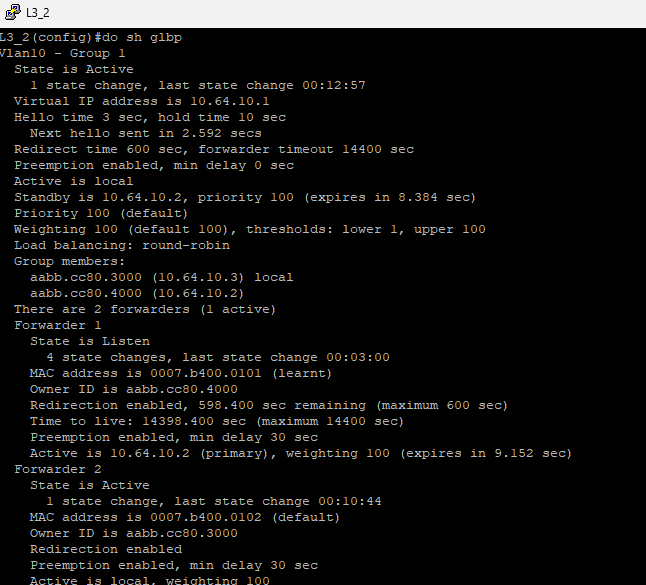 L3_2
L3_2(config)#do sh glbp
Vlan10 - Group 1
  State is Active
    1 state change, last state change 00:12:57
  Virtual IP address is 10.64.10.1
  Hello time 3 sec, hold time 10 sec
    Next hello sent in 2.592 secs
  Redirect time 600 sec, forwarder timeout 14400 sec
  Preemption enabled, min delay 0 sec
  Active is local
  Standby is 10.64.10.2, priority 100 (expires in 8.384 sec)
  Priority 100 (default)
  Weighting 100 (default 100), thresholds: lower 1, upper 100
  Load balancing: round-robin
  Group members:
    aabb.cc80.3000 (10.64.10.3) local
    aabb.cc80.4000 (10.64.10.2)
  There are 2 forwarders (1 active)
  Forwarder 1
    State is Listen
      4 state changes, last state change 00:03:00
    MAC address is 0007.b400.0101 (learnt)
    Owner ID is aabb.cc80.4000
    Redirection enabled, 598.400 sec remaining (maximum 600 sec)
    Time to live: 14398.400 sec (maximum 14400 sec)
    Preemption enabled, min delay 30 sec
    Active is 10.64.10.2 (primary), weighting 100 (expires in 9.152 sec)
  Forwarder 2
    State is Active
      1 state change, last state change 00:10:44
    MAC address is 0007.b400.0102 (default)
    Owner ID is aabb.cc80.3000
    Redirection enabled
    Preemption enabled, min delay 30 sec
    Active is local, weighting 100